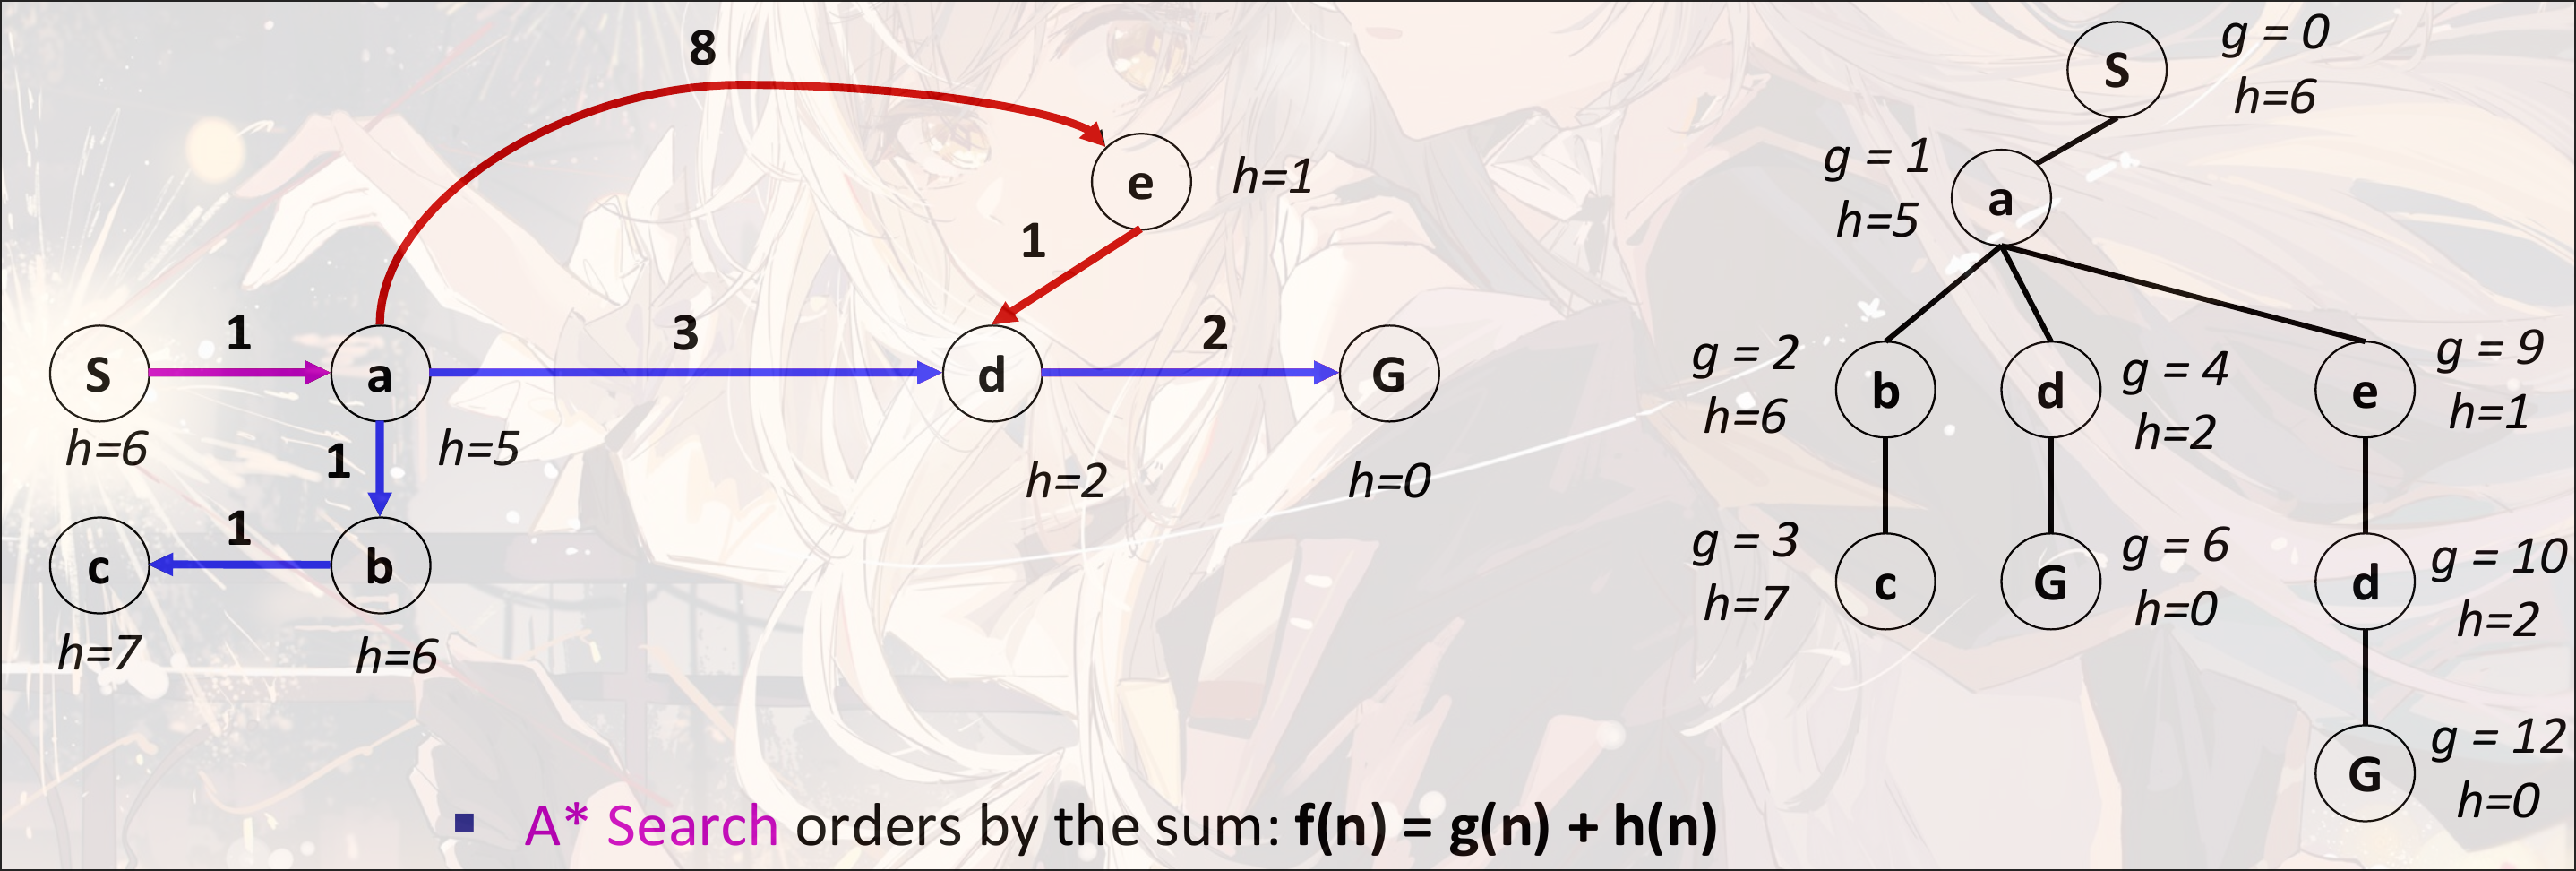 8
e
h=1
1
S
1
a
3
d
2
G
h=6
1
h=5
h=2
h=0
c
1
b
h=7
h=6
S
g = 0
h=6
g = 1
h=5
a
g = 2
h=6
b
d
g = 4
h=2
e
g = 9
h=1
g = 3
h=7
c
G
g = 6
h=0
d
g = 10
h=2
G
g = 12
h=0
▪ A* Search orders by the sum: f(n) = g(n) + h(n)